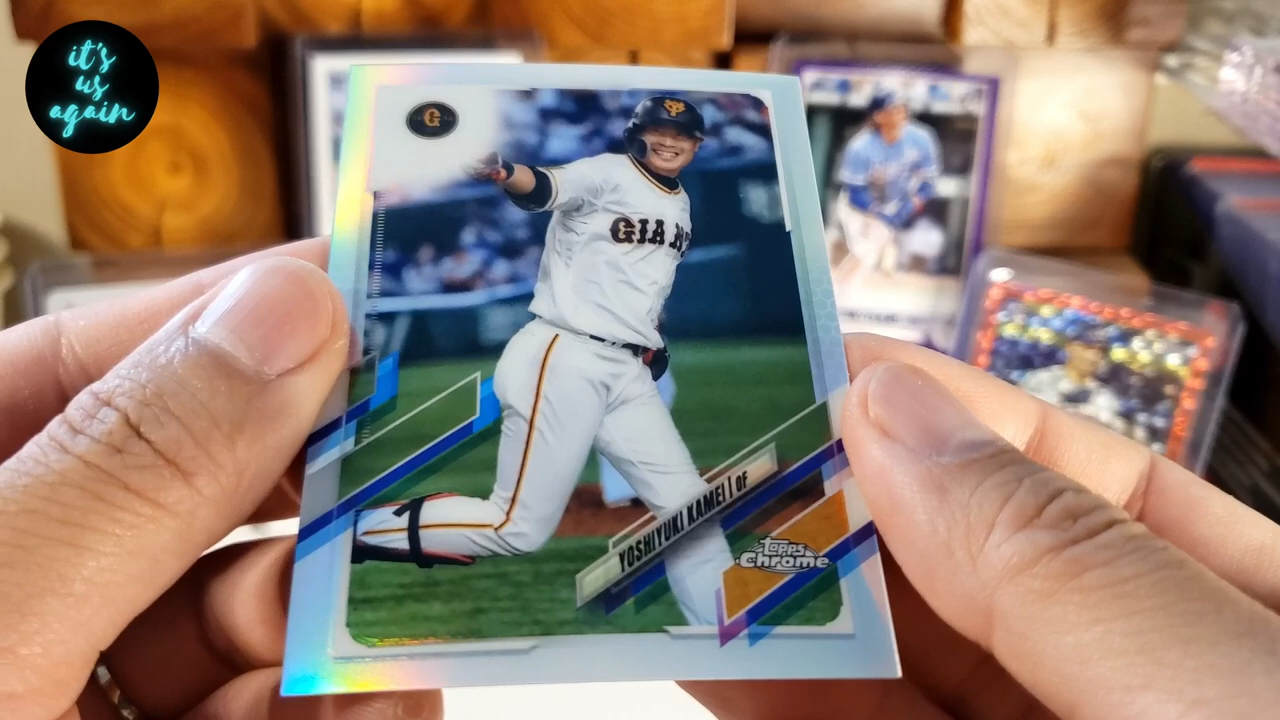 it's
us
again
G
GIANTS
YOSHIYUKI KAMEI | OF
TOPPS
Chrome